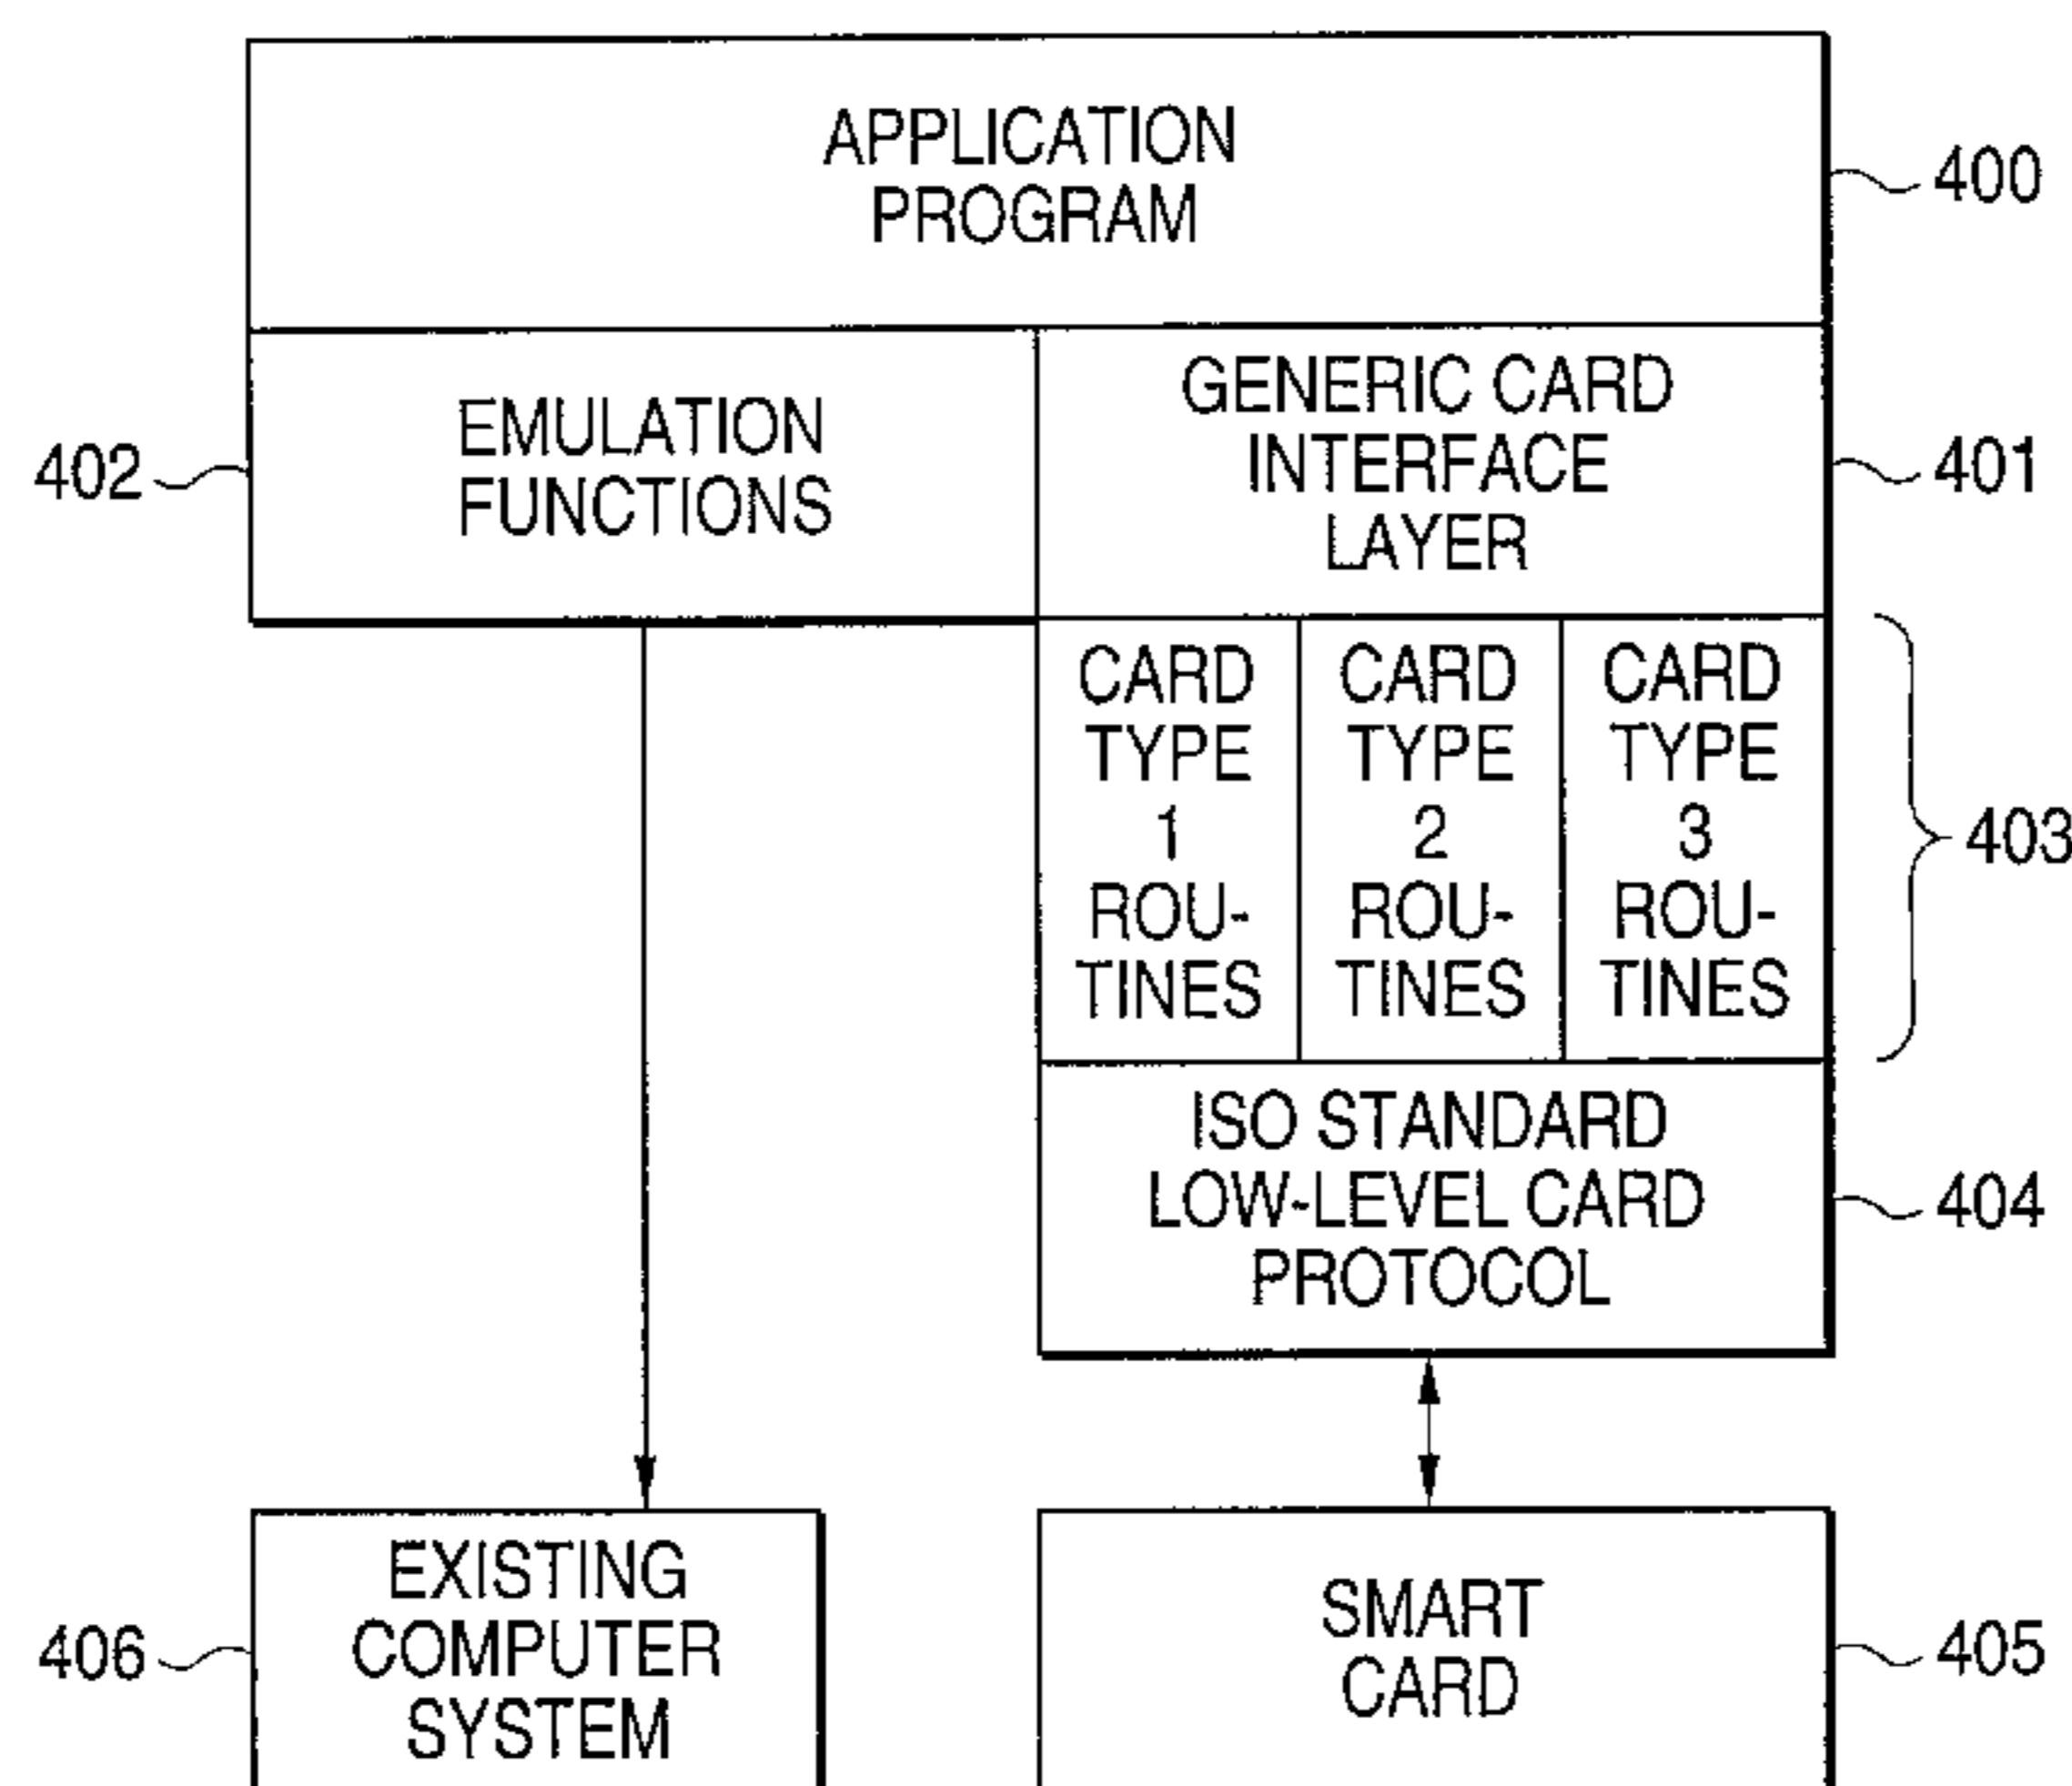 APPLICATION
PROGRAM
400
EMULATION
FUNCTIONS
402
GENERIC CARD
INTERFACE
LAYER
401
CARD
TYPE
1
ROU-
TINES
CARD
TYPE
2
ROU-
TINES
CARD
TYPE
3
ROU-
TINES
403
ISO STANDARD
LOW-LEVEL CARD
PROTOCOL
404
EXISTING
COMPUTER
SYSTEM
406
SMART
CARD
405